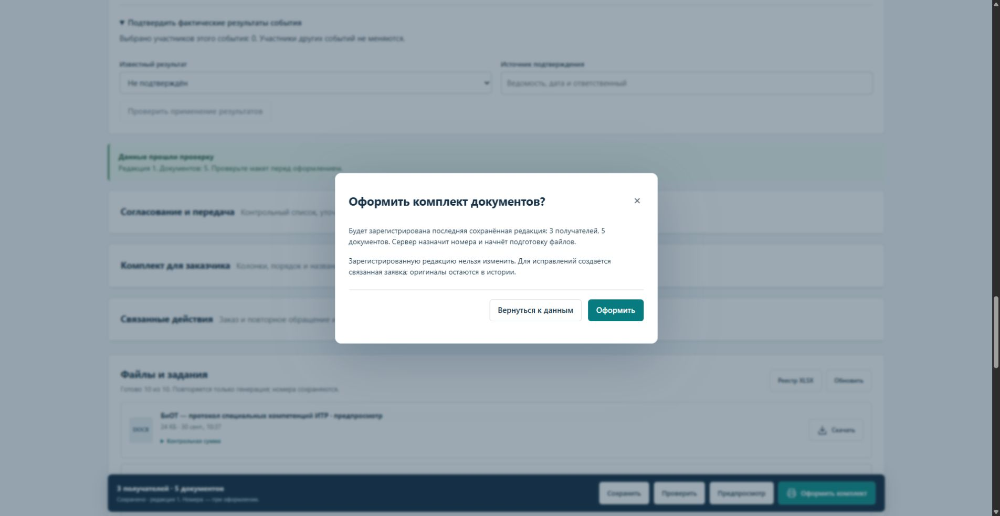 ▼ Подтвердить фактические результаты события
Выбрано участников этого события: 0. Участники других событий не меняются.
Известный результат
Источник подтверждения
Не подтверждён
Ведомость, дата и ответственный
Проверить применение результатов
Данные прошли проверку
Редакция 1. Документов: 5. Проверьте макет перед оформлением.
Оформить комплект документов?
Будет зарегистрирована последняя сохранённая редакция: 3 получателей, 5
документов. Сервер назначит номера и начнёт подготовку файлов.
Зарегистрированную редакцию нельзя изменить. Для исправлений создаётся
связанная заявка; оригиналы остаются в истории.
Вернуться к данным
Оформить
Согласование и передача Контрольный список,
Комплект для заказчика Колонки, порядок и
Связанные действия Заказ и повторное обращение
Файлы и задания
Готово 10 из 10. Повторяется только генерация; номера сохраняются.
Реестр XLSX
Обновить
БиОТ — протокол специальных компетенций ИТР · предпросмотр
DOCX
24 КБ · 30 сент., 10:27
Контрольная сумма
Скачать
3 получателей · 5 документов
Сохранено · редакция 1. Номера — при оформлении.
Сохранить
Проверить
Предпросмотр
Оформить комплект